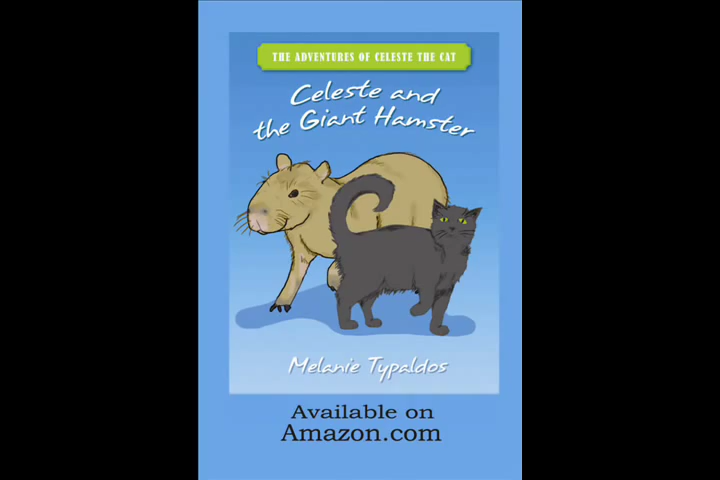 THE ADVENTURES OF CELESTE THE CAT
Celeste and
the Giant Hamster
Melanie Typaldos
Available on
Amazon.com